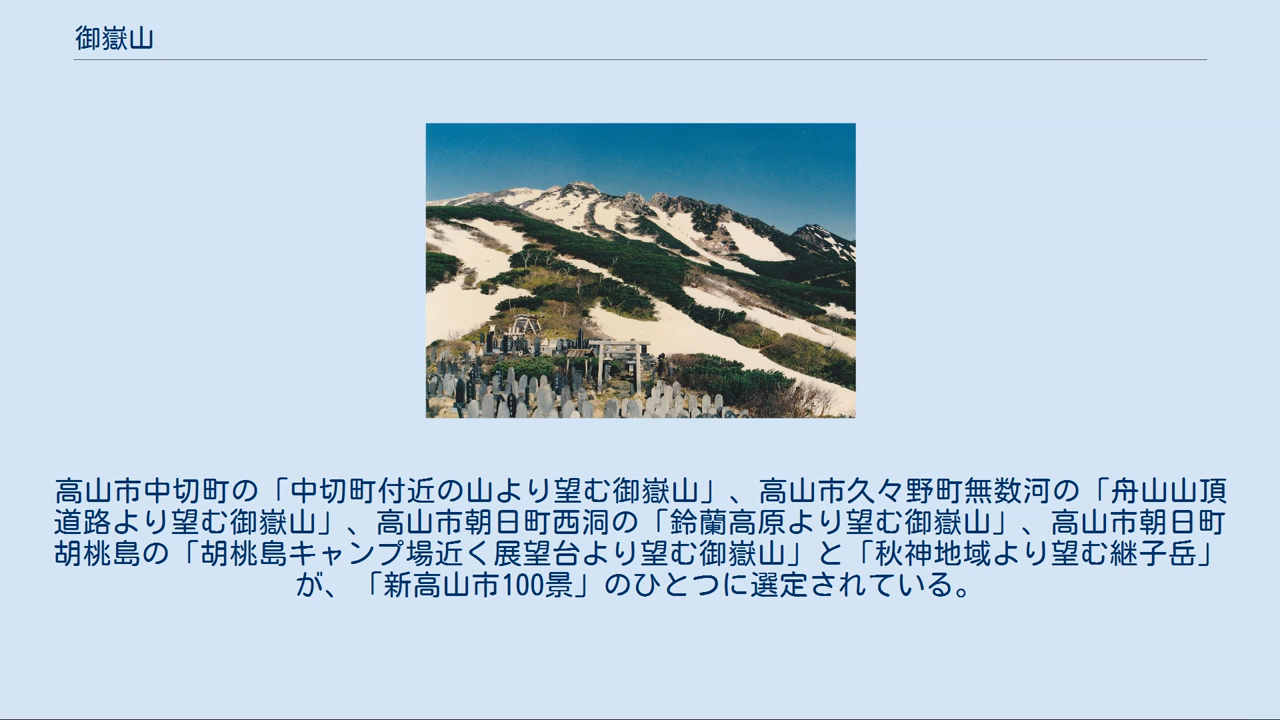 御嶽山
高山市中切町の「中切町付近の山より望む御嶽山」、高山市久々野町無数河の「舟山山頂
道路より望む御嶽山」、高山市朝日町西洞の「鈴蘭高原より望む御嶽山」、高山市朝日町
胡桃島の「胡桃島キャンプ場近く展望台より望む御嶽山」と「秋神地域より望む継子岳」
が、「新高山市100景」のひとつに選定されている。